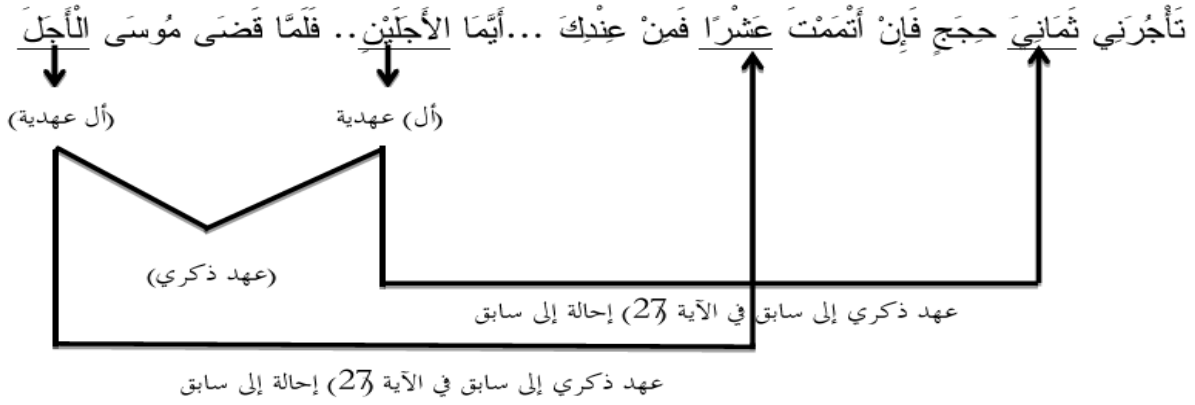 تَأْجُرَنِي ثَمَانِيَ حِجَجٍ فَإِنْ أَتْمَمْتَ عَشْرًا فَمِنْ عِنْدِكَ ...أَيَّمَا الأَجَلَيْنِ.. فَلَمَّا قَضَى مُوسَى الْأَجَلَ
(أل) عهدية (أل عهدية)
(عهد ذكري)
عهد ذكري إلى سابق في الآية (27) إحالة إلى سابق
عهد ذكري إلى سابق في الآية (27) إحالة إلى سابق